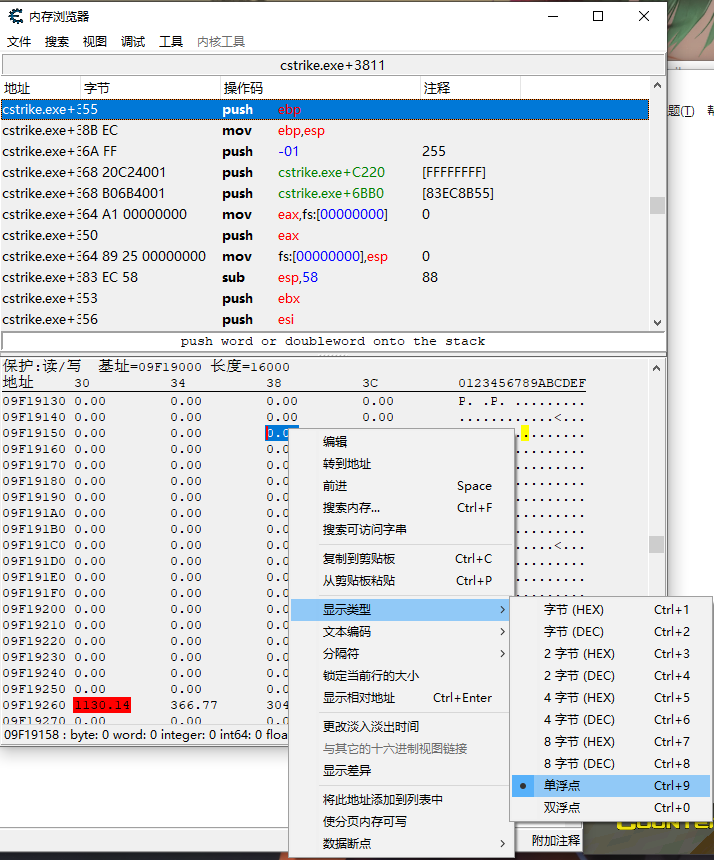 内存浏览器
文件 搜索 视图 调试 工具 内核工具
cstrike.exe+3811
地址 字节 操作码 注释
cstrike.exe+3 55 push ebp
cstrike.exe+3 8B EC mov ebp,esp
cstrike.exe+3 6A FF push -01 255
cstrike.exe+3 68 20C24001 push cstrike.exe+C220 [FFFFFFFF]
cstrike.exe+3 68 B06B4001 push cstrike.exe+6BB0 [83EC8B55]
cstrike.exe+3 64 A1 00000000 mov eax,fs:[00000000] 0
cstrike.exe+3 50 push eax
cstrike.exe+3 64 89 25 00000000 mov fs:[00000000],esp 0
cstrike.exe+3 83 EC 58 sub esp,58 88
cstrike.exe+3 53 push ebx
cstrike.exe+3 56 push esi
push word or doubleword onto the stack
保护:读/写 基址=09F19000 长度=16000
地址 30 34 38 3C 0123456789ABCDEF
09F19130 0.00 0.00 0.00 0.00 P. .P. .........
09F19140 0.00 0.00 0.00 0.00 ............<...
09F19150 0.00 0.00 0.0
09F19160 0.00 0.00 0.00
09F19170 0.00 0.00 0.00
09F19180 0.00 0.00 0.00
09F19190 0.00 0.00 0.00
09F191A0 0.00 0.00 0.00
09F191B0 0.00 0.00 0.00
09F191C0 0.00 0.00 0.00 <...
09F191D0 0.00 0.00 0.00
09F191E0 0.00 0.00 0.00
09F191F0 0.00 0.00 0.00
09F19200 0.00 0.00 0.00
09F19210 0.00 0.00 0.00
09F19220 0.00 0.00 0.00
09F19230 0.00 0.00 0.00
09F19240 0.00 0.00 0.00
09F19250 0.00 0.00 0.00
09F19260 1130.14 366.77 304
09F19270 0.00 0.00 0.00
09F19158 : byte: 0 word: 0 integer: 0 int64: 0 floa
编辑
转到地址
前进 Space
搜索内存... Ctrl+F
搜索可访问字串
复制到剪贴板 Ctrl+C
从剪贴板粘贴 Ctrl+P
显示类型
文本编码
分隔符
锁定当前行的大小
显示相对地址 Ctrl+Enter
更改淡入淡出时间
与其它的十六进制视图链接
显示差异
将此地址添加到列表中
使分页内存可写
数据断点
字节 (HEX) Ctrl+1
字节 (DEC) Ctrl+2
2 字节 (HEX) Ctrl+3
2 字节 (DEC) Ctrl+4
4 字节 (HEX) Ctrl+5
4 字节 (DEC) Ctrl+6
8 字节 (HEX) Ctrl+7
8 字节 (DEC) Ctrl+8
单浮点 Ctrl+9
双浮点 Ctrl+0
题(T)
COUNTE
附加注释